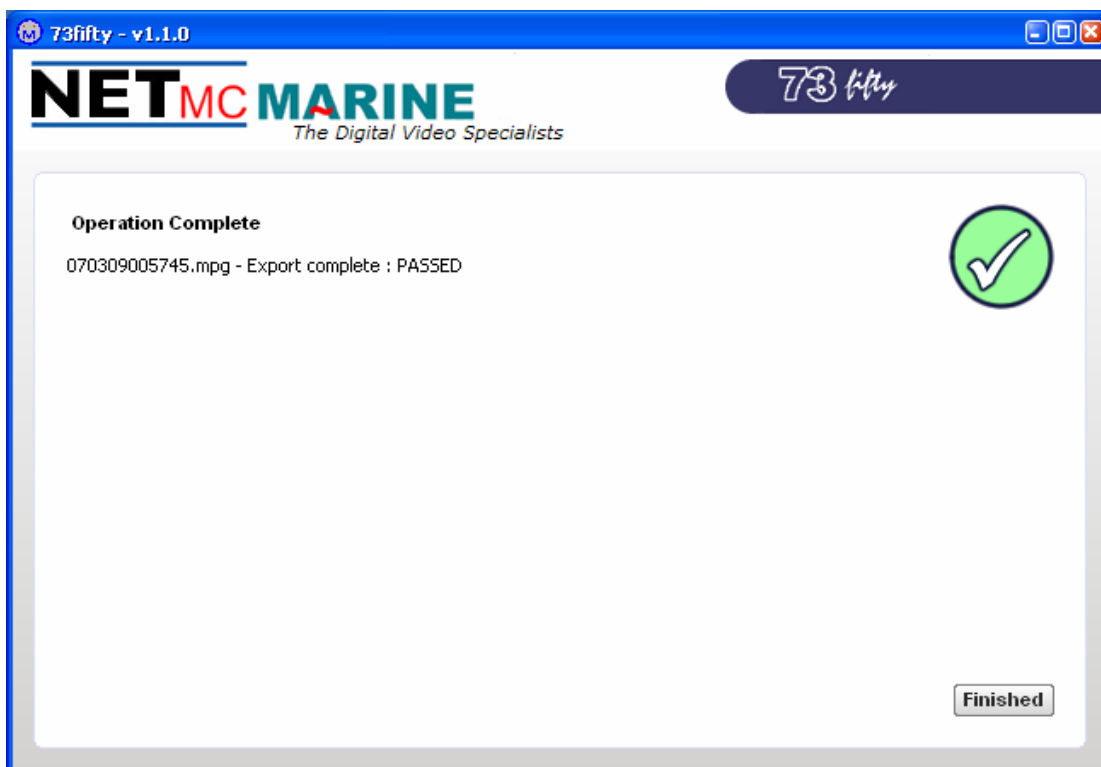 73fifty - v1.1.0
NETMC MARINE
The Digital Video Specialists
73 fifty
Operation Complete
070309005745.mpg - Export complete : PASSED
Finished